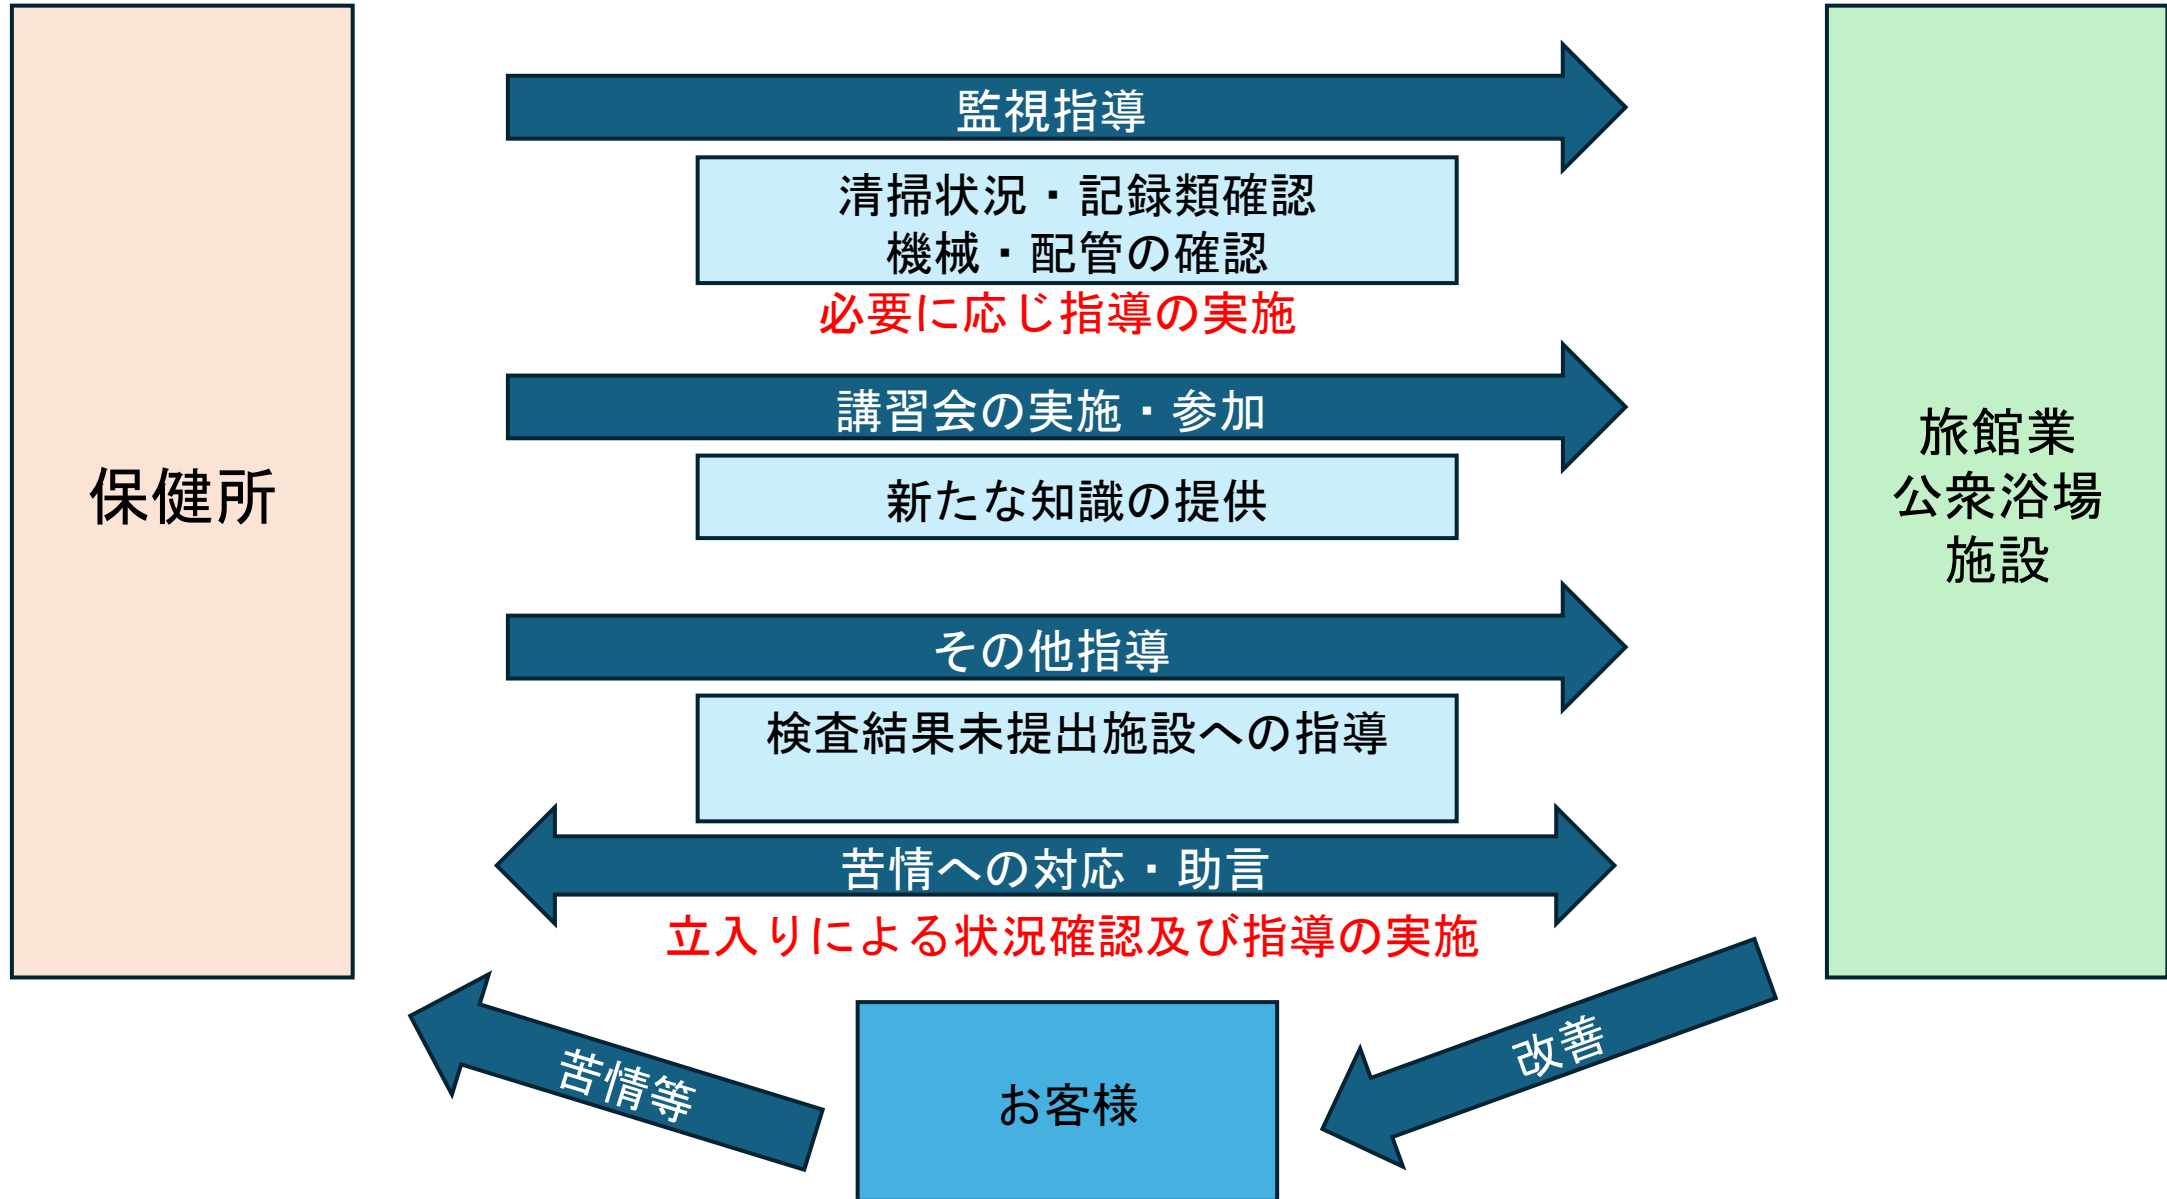 保健所
監視指導
清掃状況・記録類確認
機械・配管の確認
必要に応じ指導の実施
講習会の実施・参加
新たな知識の提供
その他指導
検査結果未提出施設への指導
苦情への対応・助言
立入りによる状況確認及び指導の実施
旅館業
公衆浴場
施設
苦情等
お客様
改善